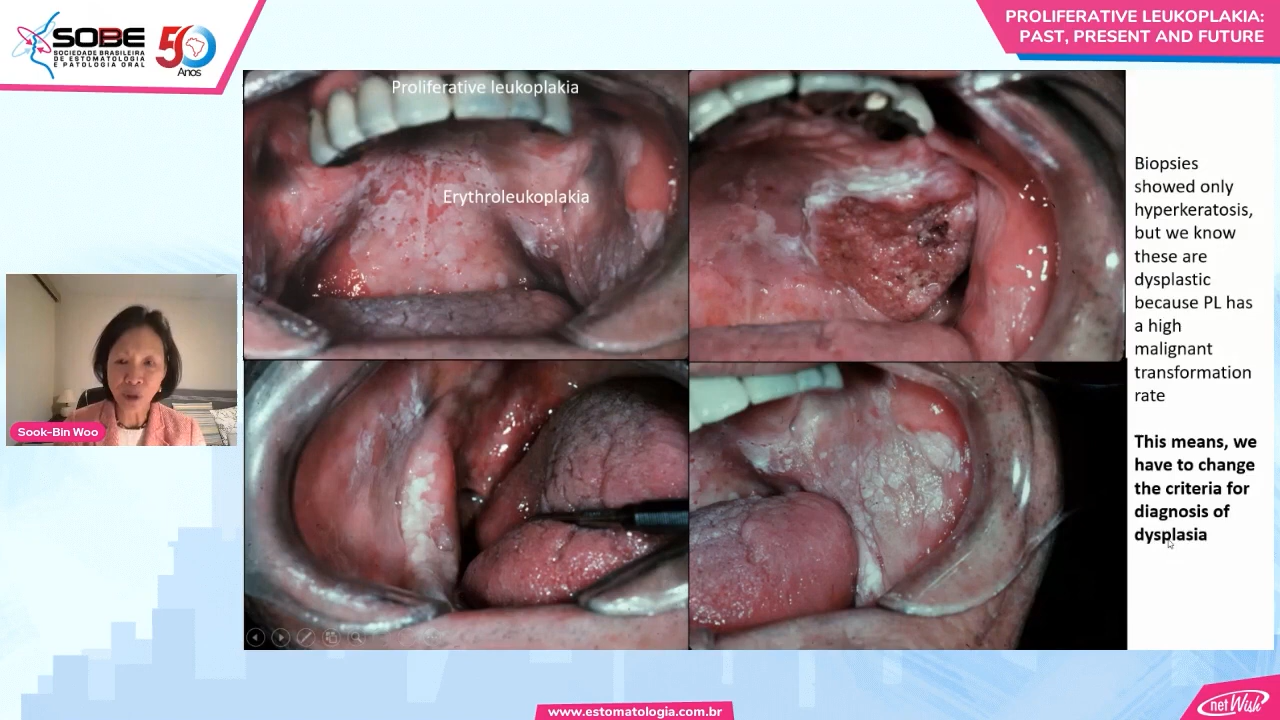 SOBE
SOCIEDADE BRASILEIRA
DE ESTOMATOLOGIA
E PATOLOGIA ORAL
50
Anos
PROLIFERATIVE LEUKOPLAKIA:
PAST, PRESENT AND FUTURE
Proliferative leukoplakia
Erythroleukoplakia
Biopsies
showed only
hyperkeratosis,
but we know
these are
dysplastic
because PL has
a high
malignant
transformation
rate
This means, we
have to change
the criteria for
diagnosis of
dysplasia
Sook-Bin Woo
www.estomatologia.com.br
netWish